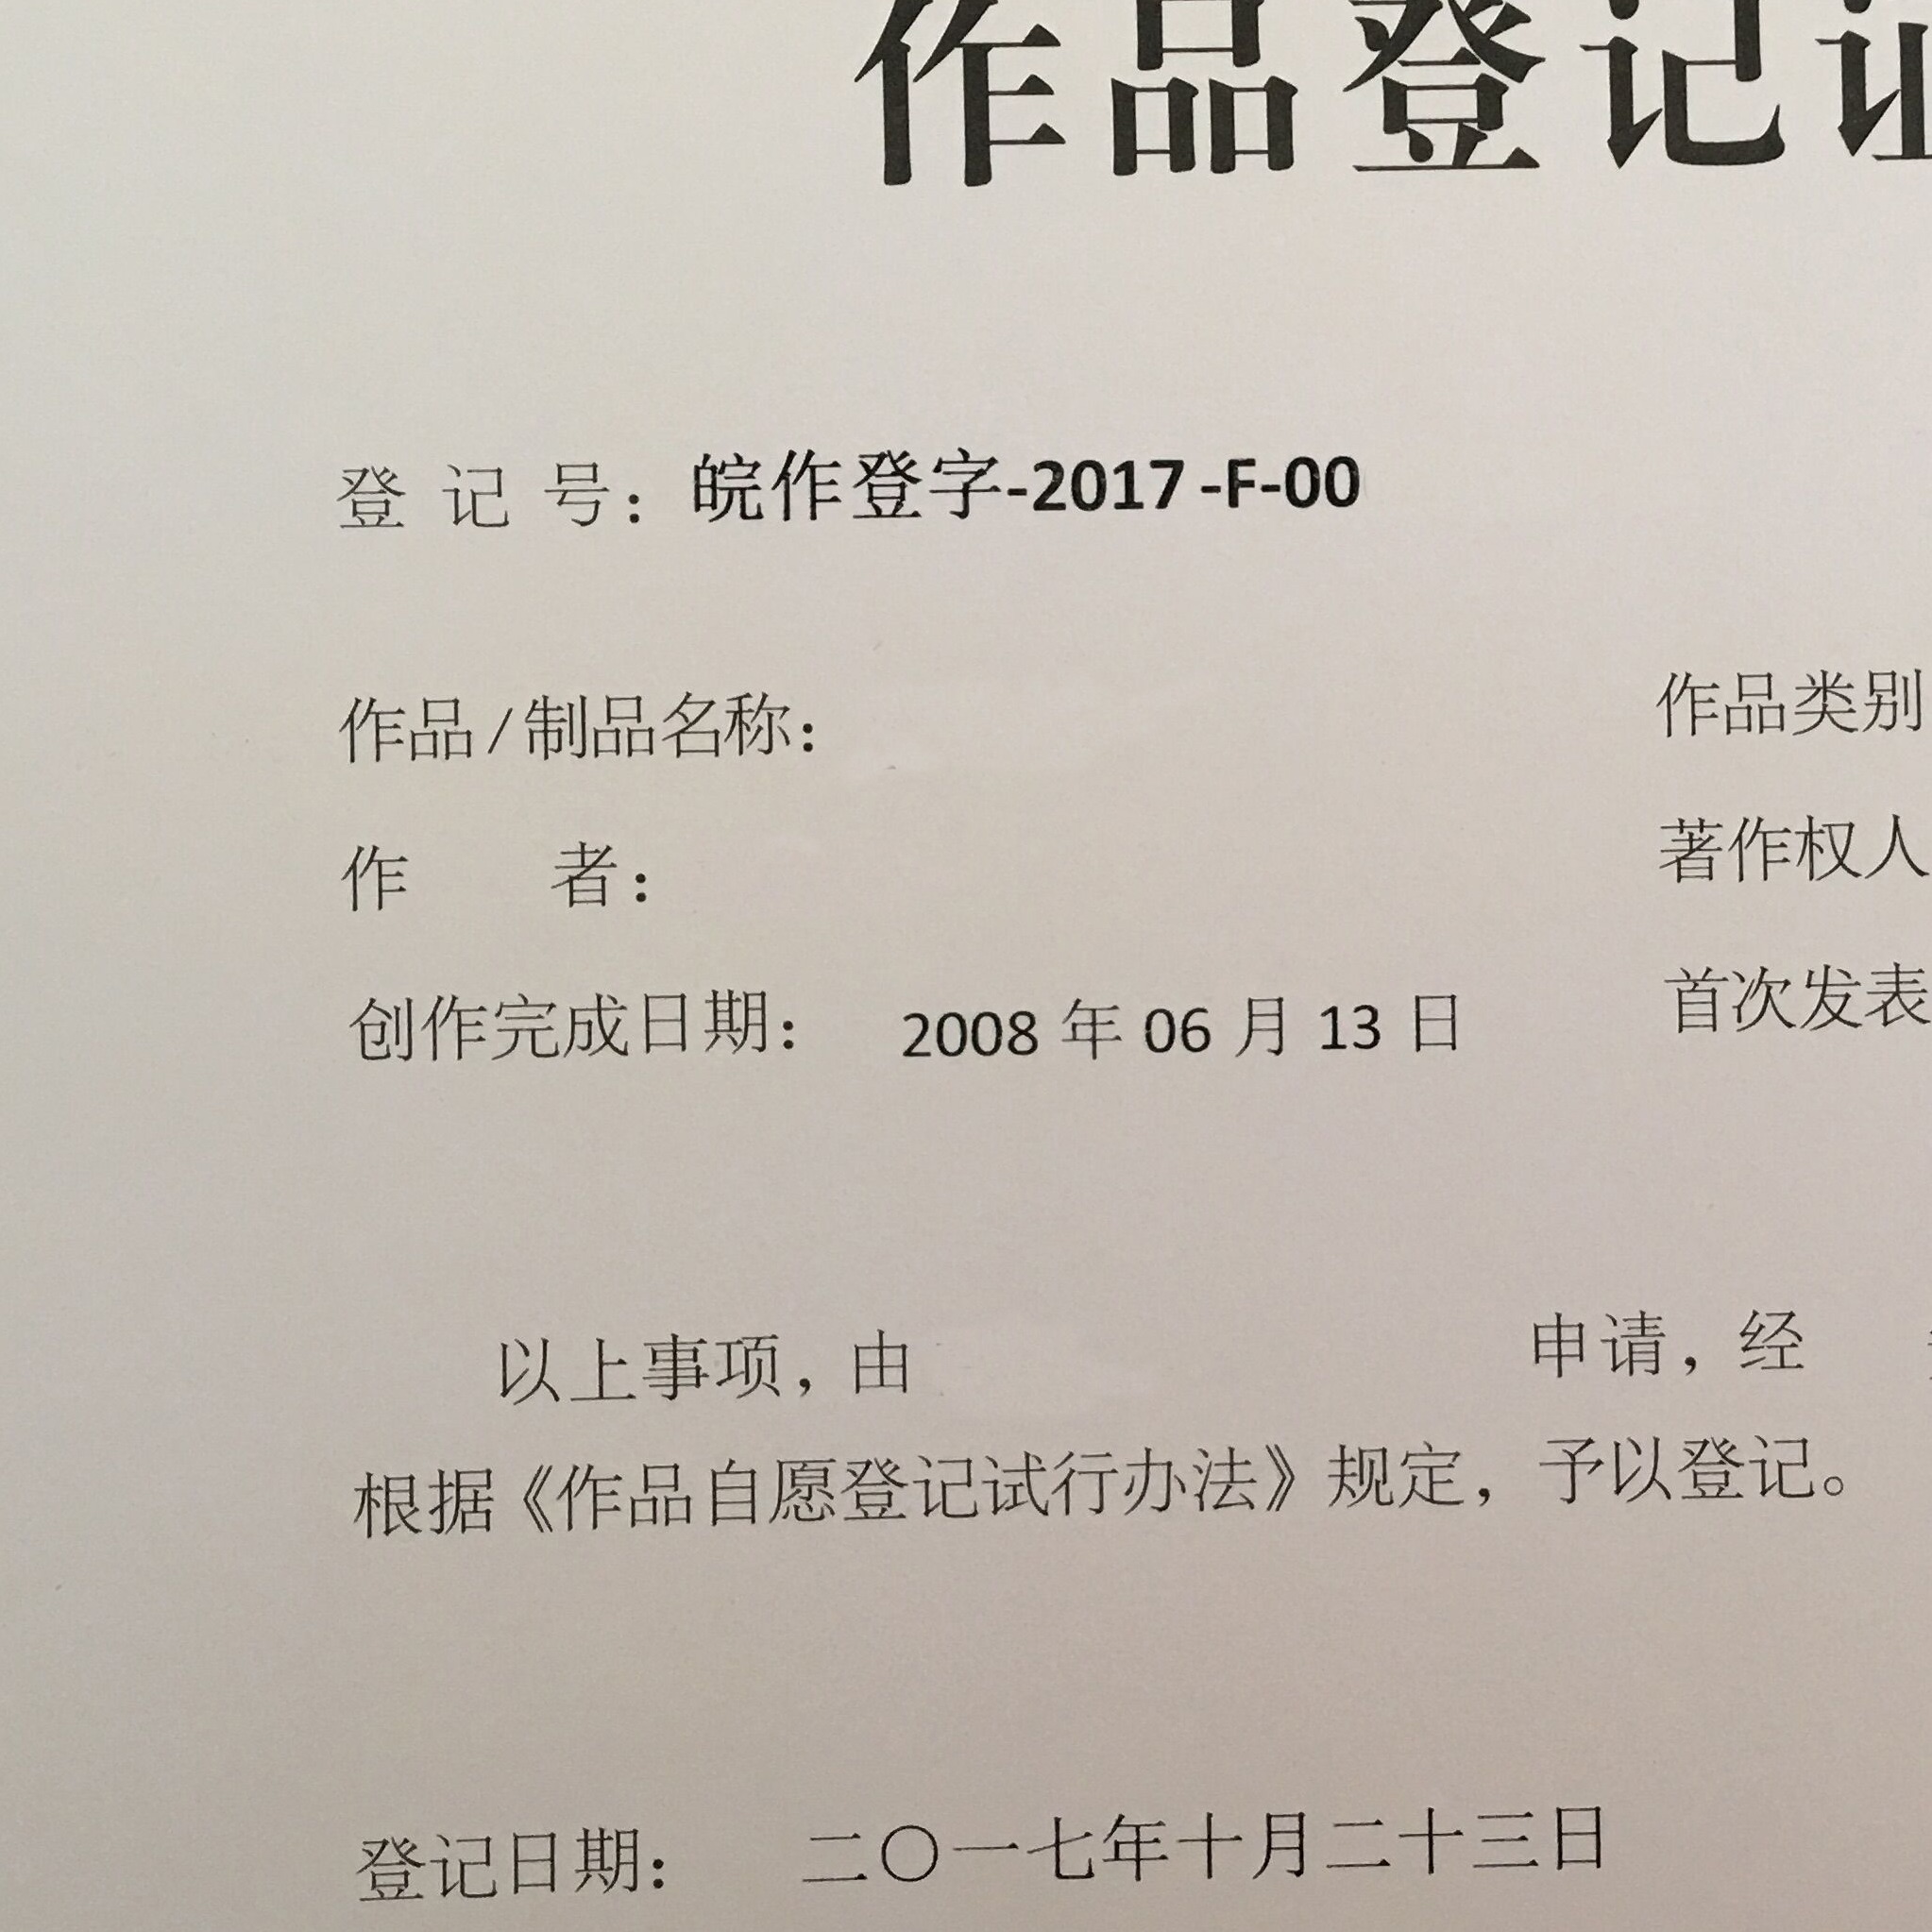 作品登记证
登 记 号：皖作登字-2017 -F-00
作品/制品名称：
作品类别
作 者：
著作权人
创作完成日期： 2008 年 06 月 13 日
首次发表
以上事项，由 申请，经
根据《作品自愿登记试行办法》规定，予以登记。
登记日期： 二〇一七年十月二十三日